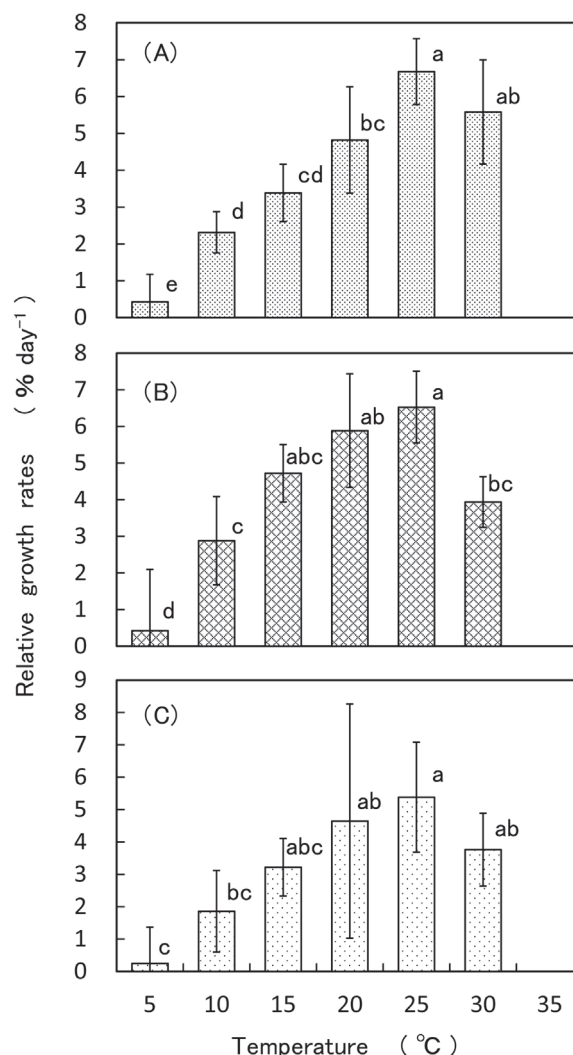 Relative growth rates ( % day⁻¹)
8
(A)
7
a
6
ab
bc
5
4
cd
3
d
2
1
e
0
8
7
(B)
a
6
ab
abc
5
bc
4
3
c
2
1
d
0
9
8
(C)
7
a
6
ab
ab
5
abc
4
3
bc
2
1
c
0
5 10 15 20 25 30 35
Temperature ( ℃)